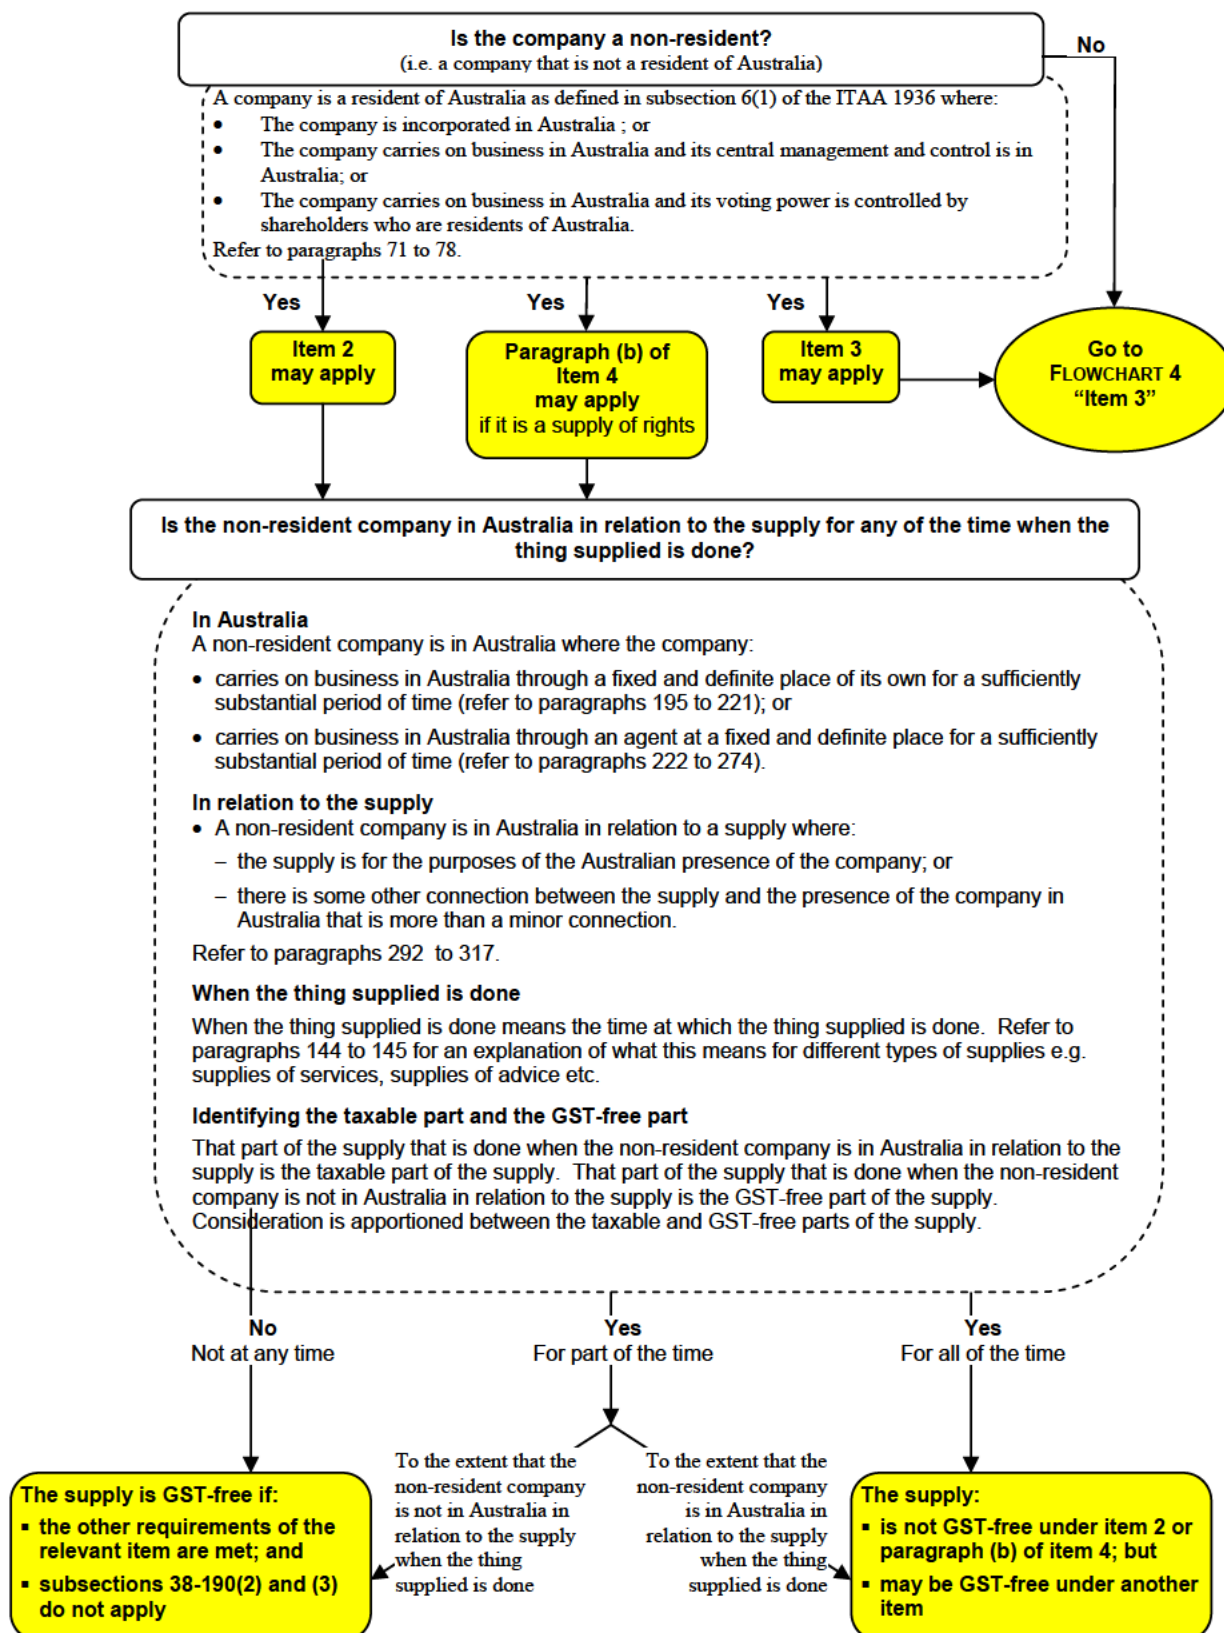 Is the company a non-resident?
(i.e. a company that is not a resident of Australia)
No
A company is a resident of Australia as defined in subsection 6(1) of the ITAA 1936 where:
• The company is incorporated in Australia ; or
• The company carries on business in Australia and its central management and control is in
Australia; or
• The company carries on business in Australia and its voting power is controlled by
shareholders who are residents of Australia.
Refer to paragraphs 71 to 78.
Yes
Yes
Yes
Item 2
may apply
Paragraph (b) of
Item 4
may apply
if it is a supply of rights
Item 3
may apply
Go to
FLOWCHART 4
“Item 3”
Is the non-resident company in Australia in relation to the supply for any of the time when the
thing supplied is done?
In Australia
A non-resident company is in Australia where the company:
• carries on business in Australia through a fixed and definite place of its own for a sufficiently
substantial period of time (refer to paragraphs 195 to 221); or
• carries on business in Australia through an agent at a fixed and definite place for a sufficiently
substantial period of time (refer to paragraphs 222 to 274).
In relation to the supply
• A non-resident company is in Australia in relation to a supply where:
– the supply is for the purposes of the Australian presence of the company; or
– there is some other connection between the supply and the presence of the company in
Australia that is more than a minor connection.
Refer to paragraphs 292 to 317.
When the thing supplied is done
When the thing supplied is done means the time at which the thing supplied is done. Refer to
paragraphs 144 to 145 for an explanation of what this means for different types of supplies e.g.
supplies of services, supplies of advice etc.
Identifying the taxable part and the GST-free part
That part of the supply that is done when the non-resident company is in Australia in relation to the
supply is the taxable part of the supply. That part of the supply that is done when the non-resident
company is not in Australia in relation to the supply is the GST-free part of the supply.
Consideration is apportioned between the taxable and GST-free parts of the supply.
No
Not at any time
Yes
For part of the time
Yes
For all of the time
To the extent that the
non-resident company
is not in Australia in
relation to the supply
when the thing
supplied is done
To the extent that the
non-resident company
is in Australia in
relation to the supply
when the thing
supplied is done
The supply is GST-free if:
▪ the other requirements of the
relevant item are met; and
▪ subsections 38-190(2) and (3)
do not apply
The supply:
▪ is not GST-free under item 2 or
paragraph (b) of item 4; but
▪ may be GST-free under another
item